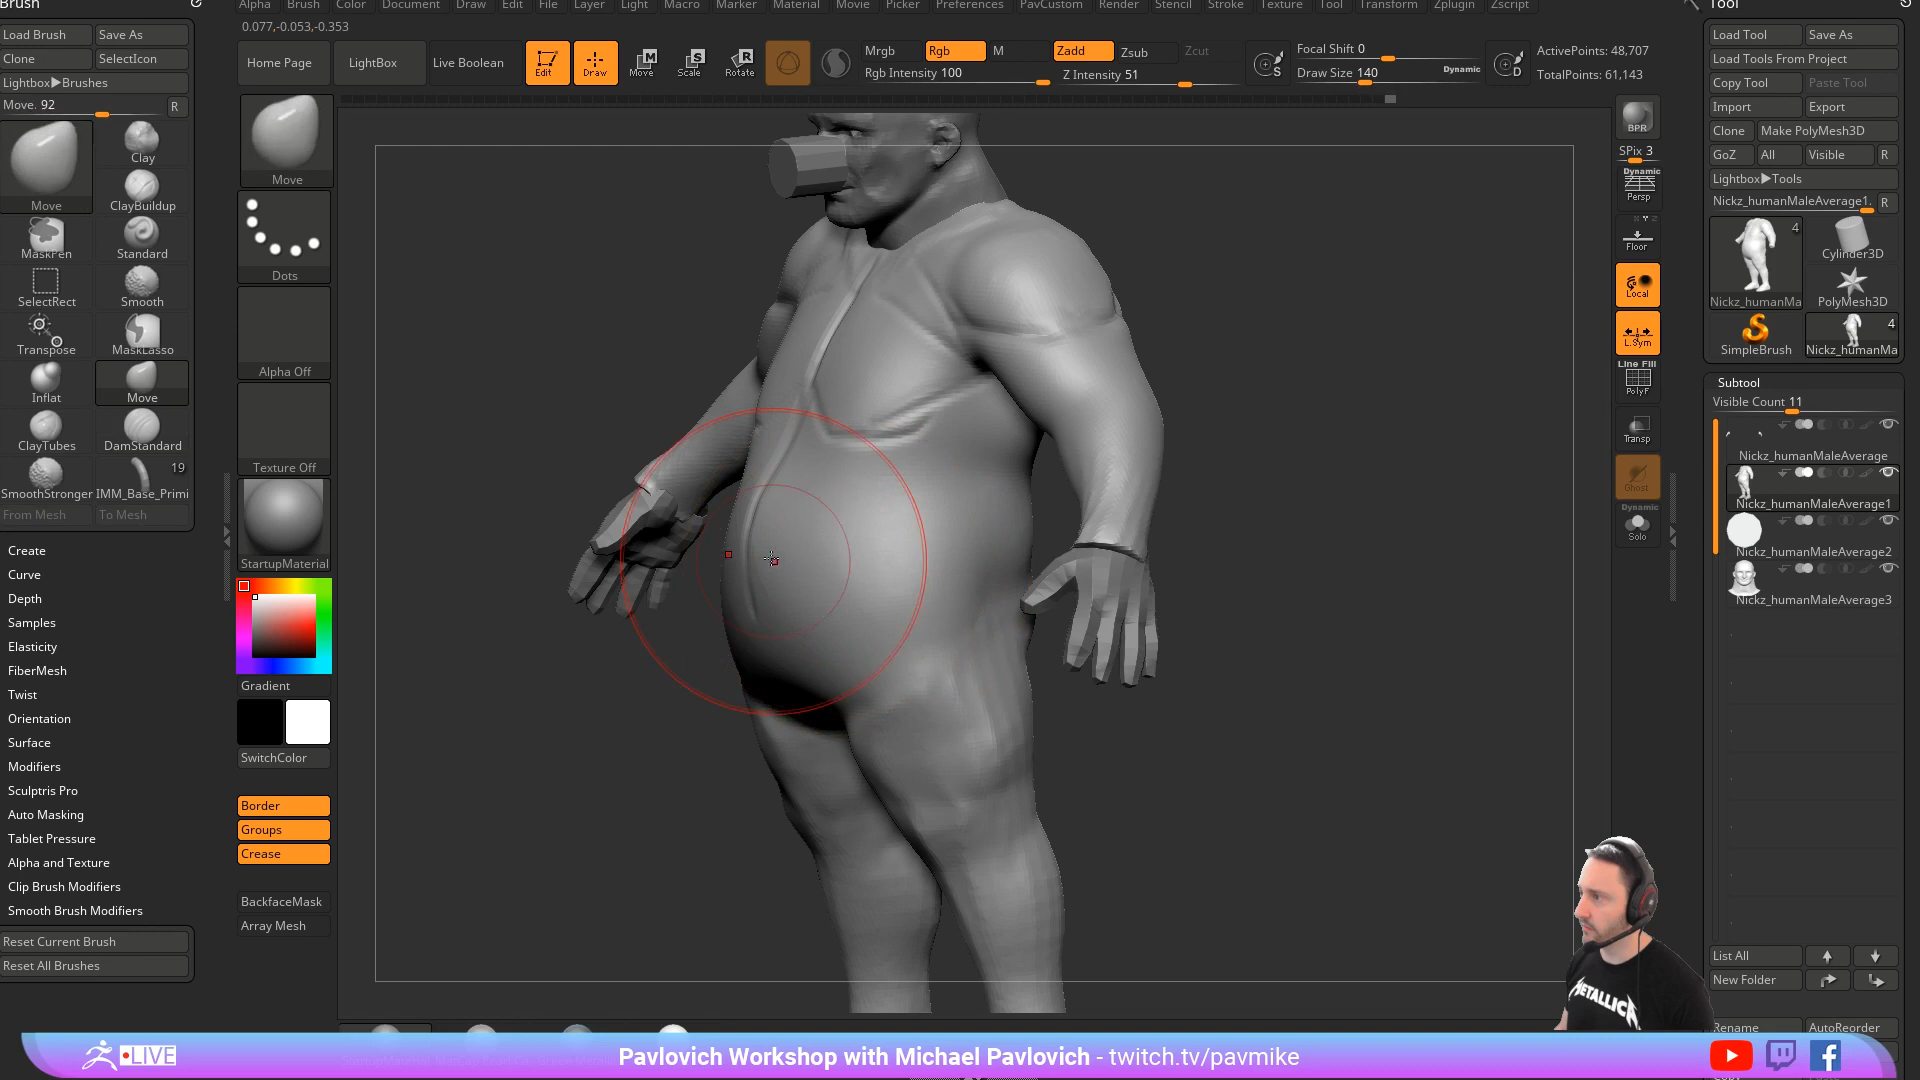 Brush
Alpha Brush Color Document Draw Edit File Layer Light Macro Marker Material Movie Picker Preferences PavCustom Render Stencil Stroke Texture Tool Transform Zplugin Zscript
Tool
0.077,-0.053,-0.353
Load Brush Save As
Clone SelectIcon
Lightbox▶Brushes
Move. 92 R
Move
Clay
ClayBuildup
MaskPen Standard
SelectRect Smooth
Transpose MaskLasso
Inflat Move
ClayTubes DamStandard
19
SmoothStronger IMM_Base_Primi
From Mesh To Mesh
Create
Curve
Depth
Samples
Elasticity
FiberMesh
Twist
Orientation
Surface
Modifiers
Sculptris Pro
Auto Masking
Tablet Pressure
Alpha and Texture
Clip Brush Modifiers
Smooth Brush Modifiers
Reset Current Brush
Reset All Brushes
Home Page LightBox Live Boolean
Edit Draw Move Scale Rotate
Mrgb Rgb M
Rgb Intensity 100
Zadd Zsub Zcut
Z Intensity 51
Focal Shift 0
Draw Size 140 Dynamic
ActivePoints: 48,707
TotalPoints: 61,143
Move
Dots
Alpha Off
Texture Off
StartupMaterial
Gradient
SwitchColor
Border
Groups
Crease
BackfaceMask
Array Mesh
BPR
SPix 3
Dynamic
Persp
Floor
Local
L.Sym
Line Fill
PolyF
Transp
Ghost
Dynamic
Solo
Load Tool Save As
Load Tools From Project
Copy Tool Paste Tool
Import Export
Clone Make PolyMesh3D
GoZ All Visible R
Lightbox▶Tools
Nickz_humanMaleAverage1. R
4
Nickz_humanMa
Cylinder3D
PolyMesh3D
SimpleBrush
4
Nickz_humanMa
Subtool
Visible Count 11
Nickz_humanMaleAverage
Nickz_humanMaleAverage1
Nickz_humanMaleAverage2
Nickz_humanMaleAverage3
List All
New Folder
Rename AutoReorder
METALLICA
LIVE
Pavlovich Workshop with Michael Pavlovich - twitch.tv/pavmike